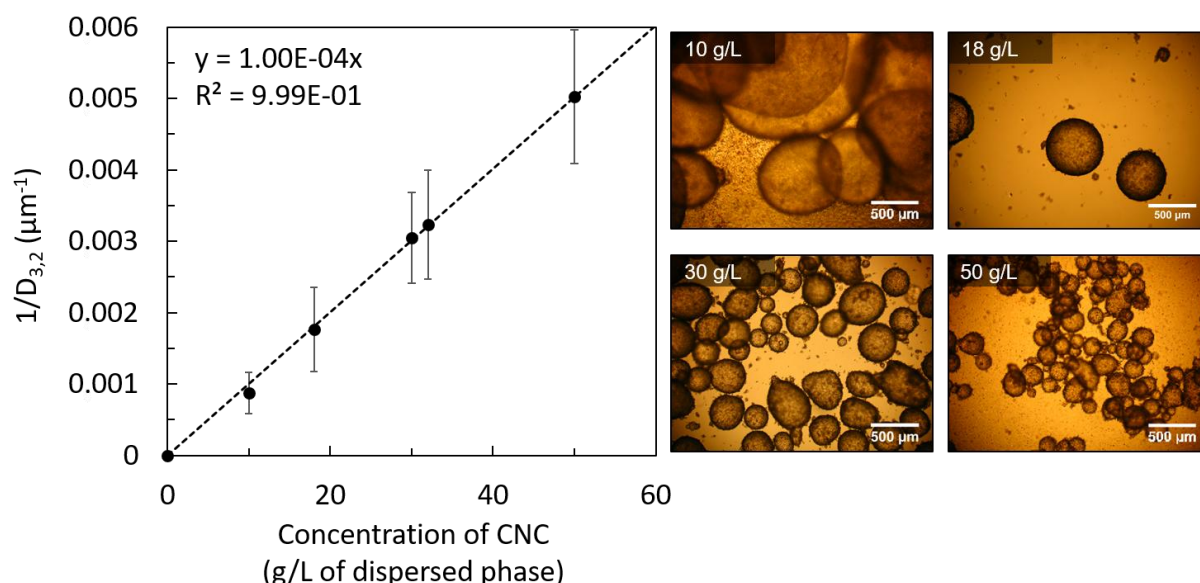 0.006
0.005
0.004
0.003
0.002
0.001
0
y = 1.00E-04x
R² = 9.99E-01
1/D3,2 (µm-1)
0 20 40 60
Concentration of CNC
(g/L of dispersed phase)
10 g/L
500 µm
18 g/L
500 µm
30 g/L
500 µm
50 g/L
500 µm